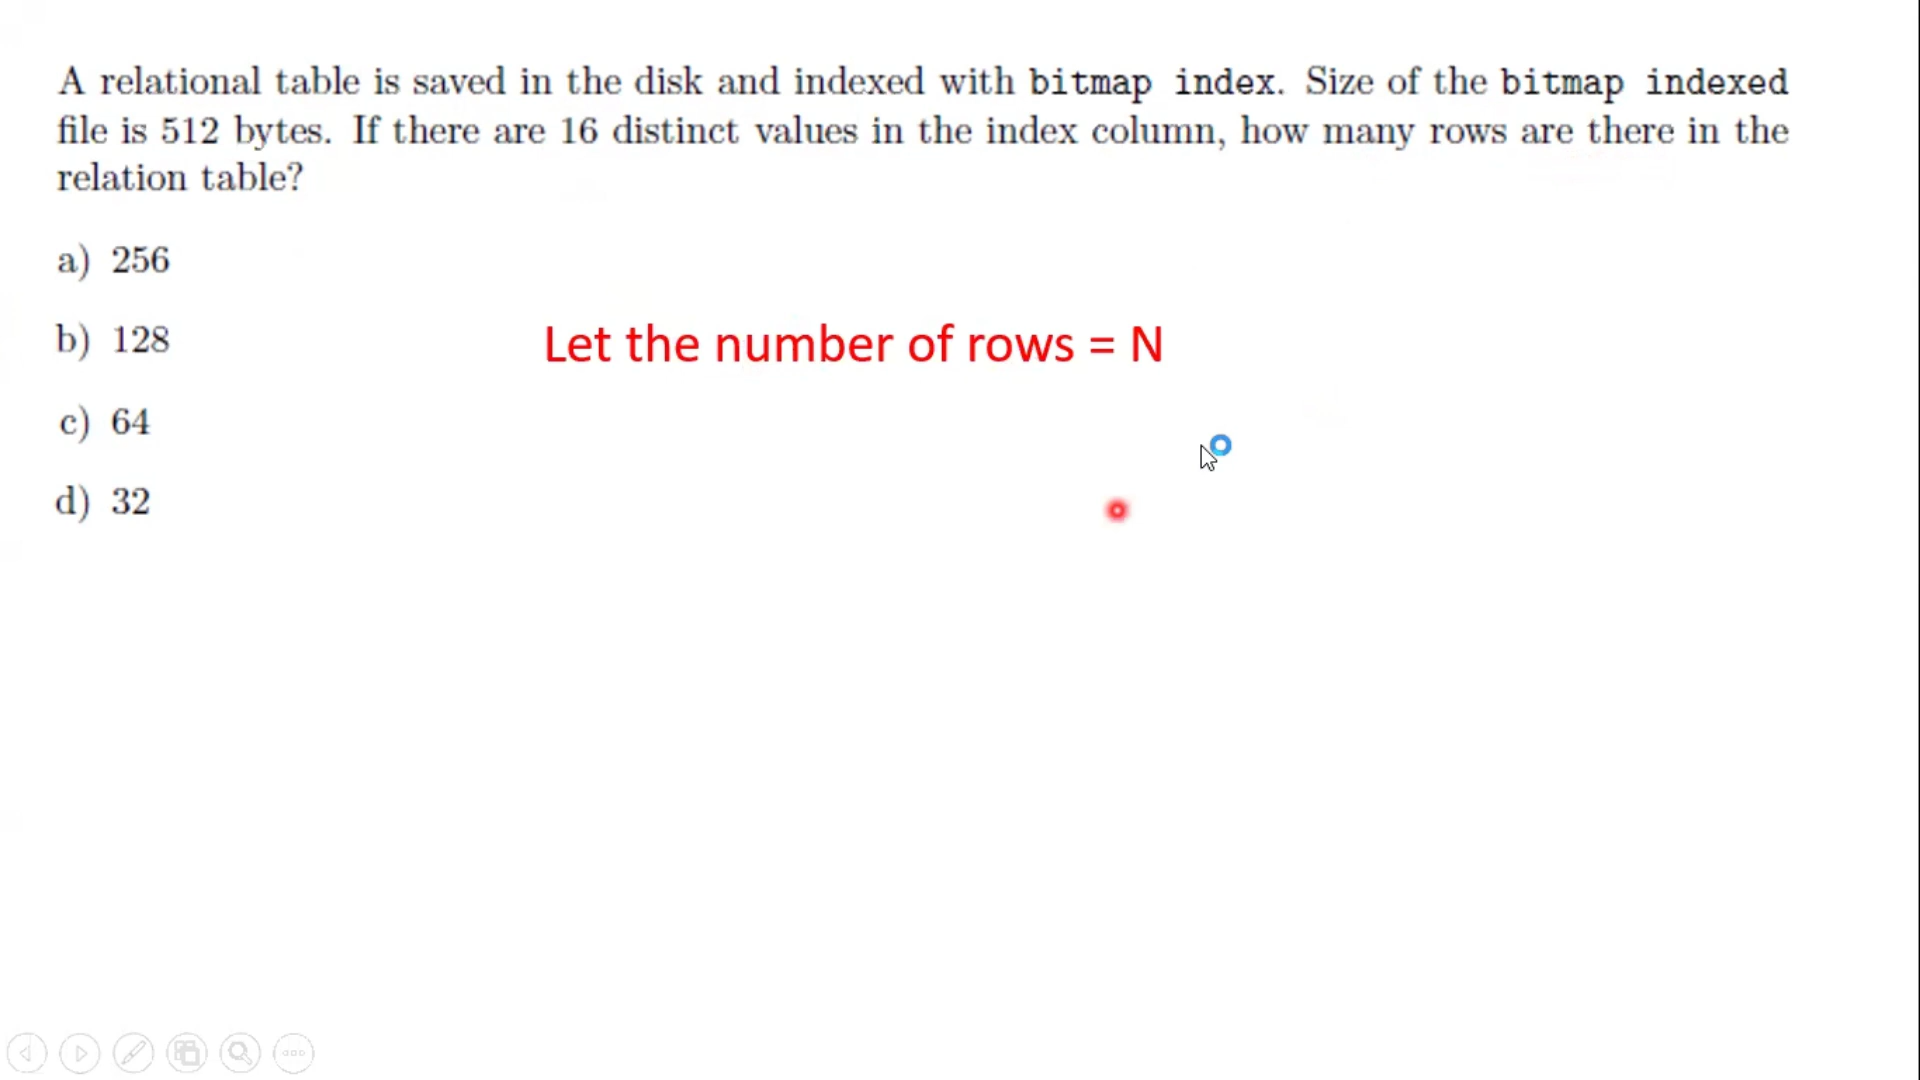 A relational table is saved in the disk and indexed with bitmap index. Size of the bitmap indexed
file is 512 bytes. If there are 16 distinct values in the index column, how many rows are there in the
relation table?
a) 256
b) 128
Let the number of rows = N
c) 64
d) 32